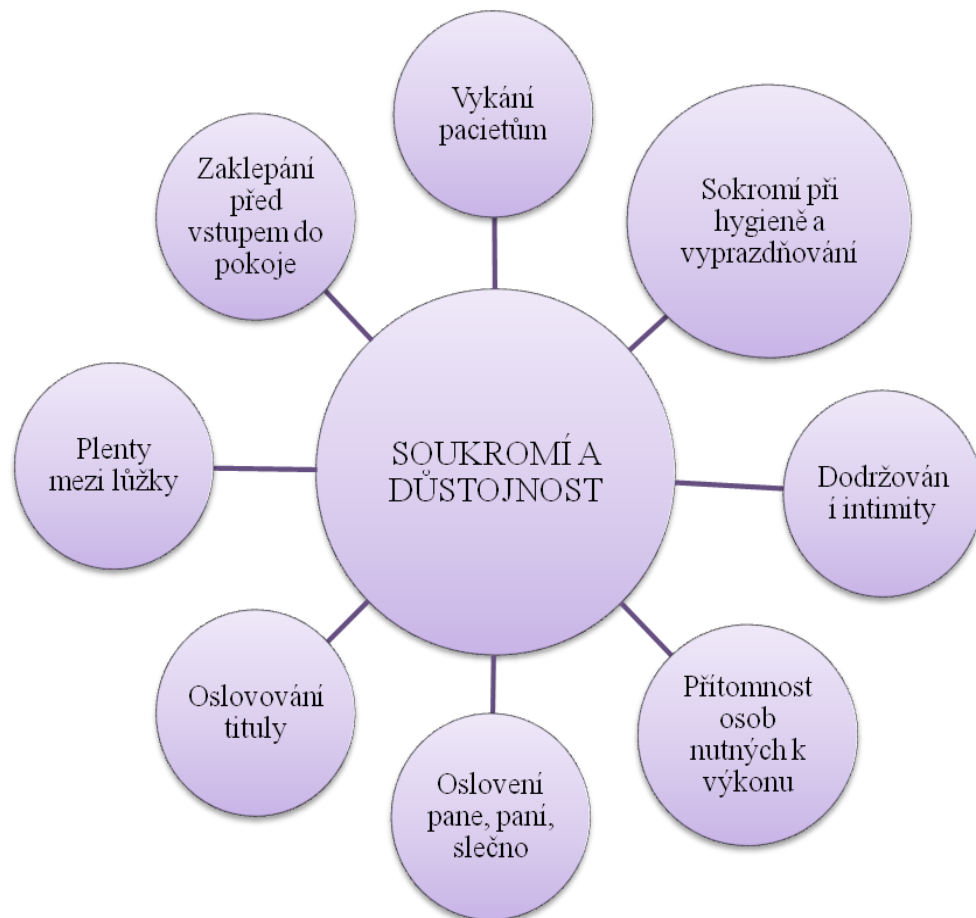 Vykání
pacietům
Sokromí při
hygieně a
vyprazdňování
Dodržován
í intimity
Přítomnost
osob
nutných k
výkonu
Oslovení
pane, paní,
slečno
Oslovování
tituly
Plenty
mezi lůžky
Zaklepání
před
vstupem do
pokoje
SOUKROMÍ A
DŮSTOJNOST